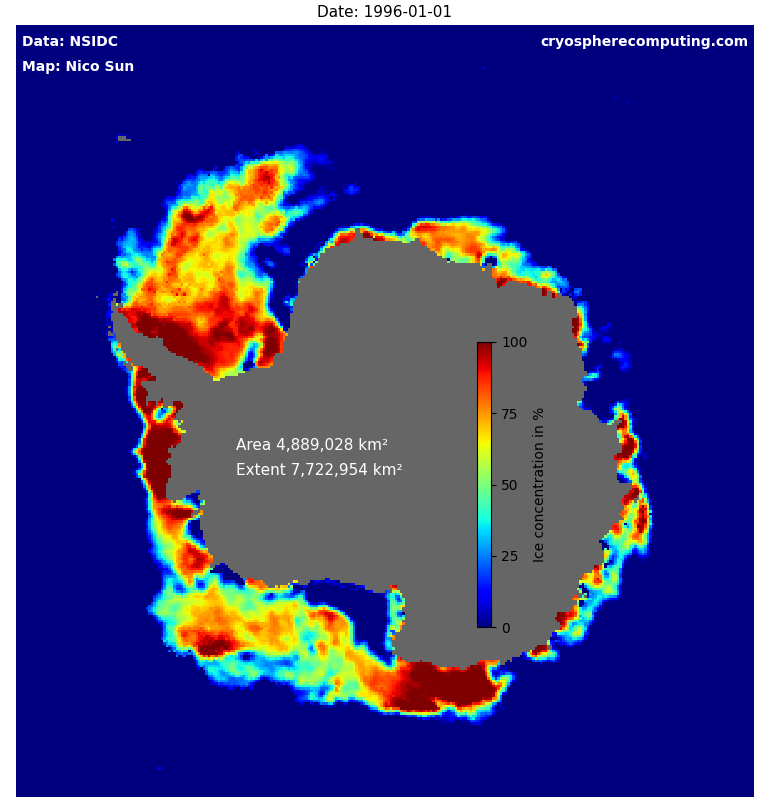 Date: 1996-01-01
Data: NSIDC
cryospherecomputing.com
Map: Nico Sun
100
75
50
25
0
Ice concentration in %
Area 4,889,028 km²
Extent 7,722,954 km²